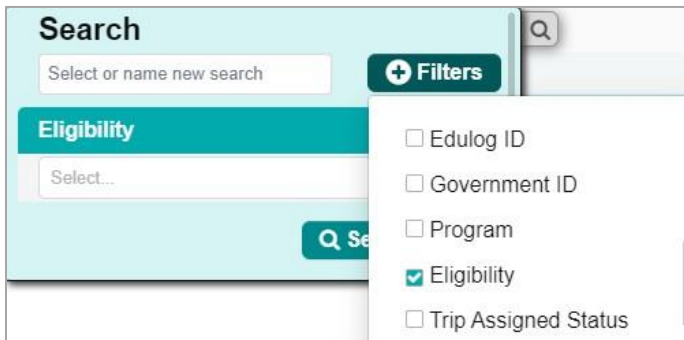 Search
Select or name new search
Filters
Eligibility
Select...
Edulog ID
Government ID
Program
Eligibility
Trip Assigned Status